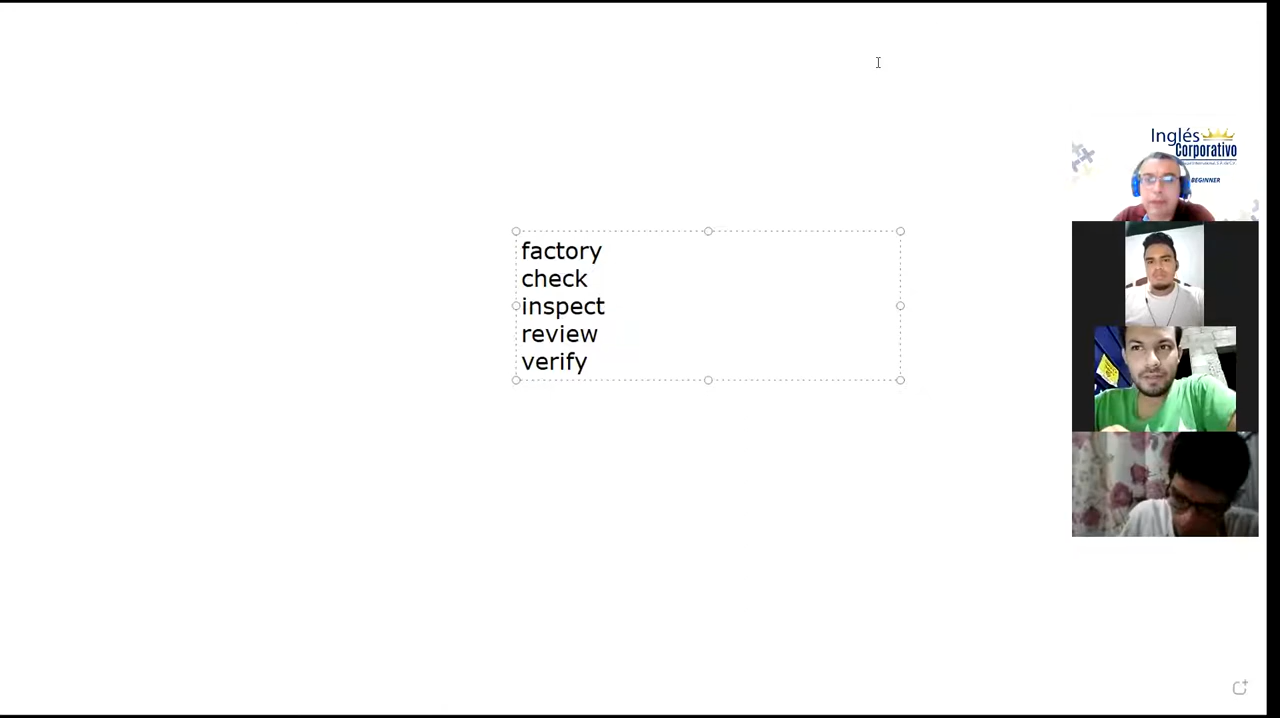 Inglés
Corporativo
BEGINNER
factory
check
inspect
review
verify